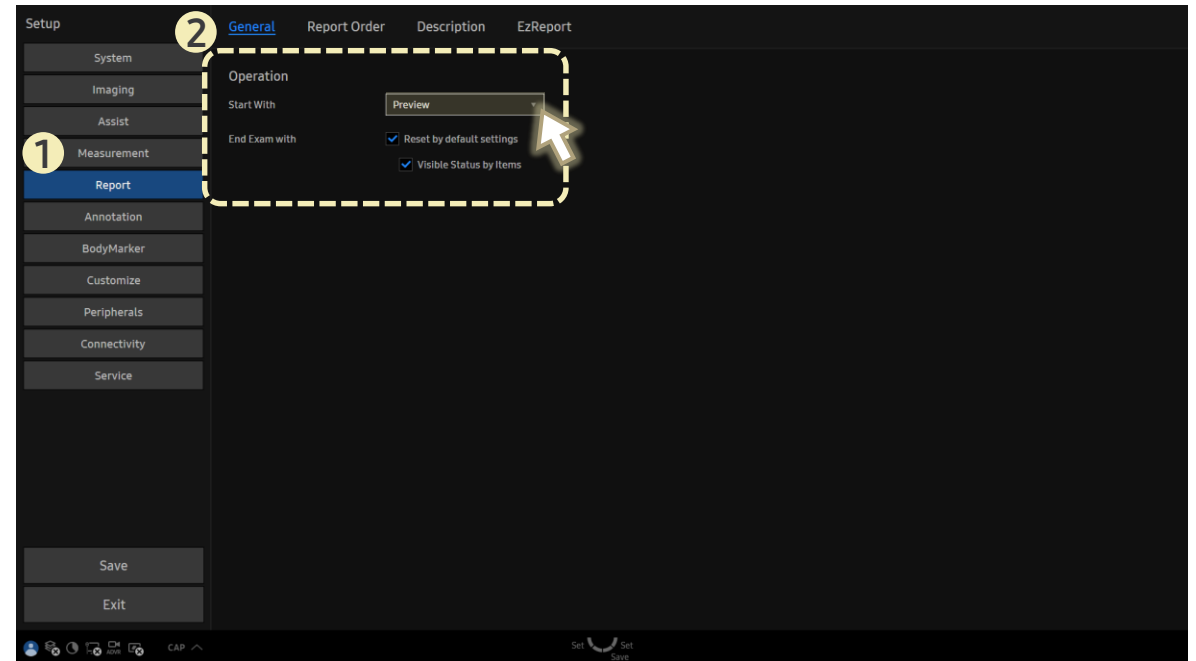 Setup
2
General Report Order Description EzReport
System
Imaging
Assist
1
Measurement
Report
Annotation
BodyMarker
Customize
Peripherals
Connectivity
Service
Operation
Start With Preview
End Exam with Reset by default settings
Visible Status by Items
Save
Exit
CAP
Set Set
Save